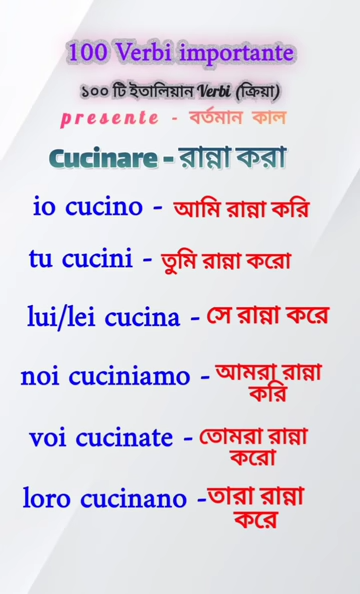 100 Verbi importante
১০০ টি ইতালিয়ান Verbi (ক্রিয়া)
presente - বর্তমান কাল
Cucinare - রান্না করা
io cucino - আমি রান্না করি
tu cucini - তুমি রান্না করো
lui/lei cucina - সে রান্না করে
noi cuciniamo - আমরা রান্না
করি
voi cucinate - তোমরা রান্না
করো
loro cucinano - তারা রান্না
করে